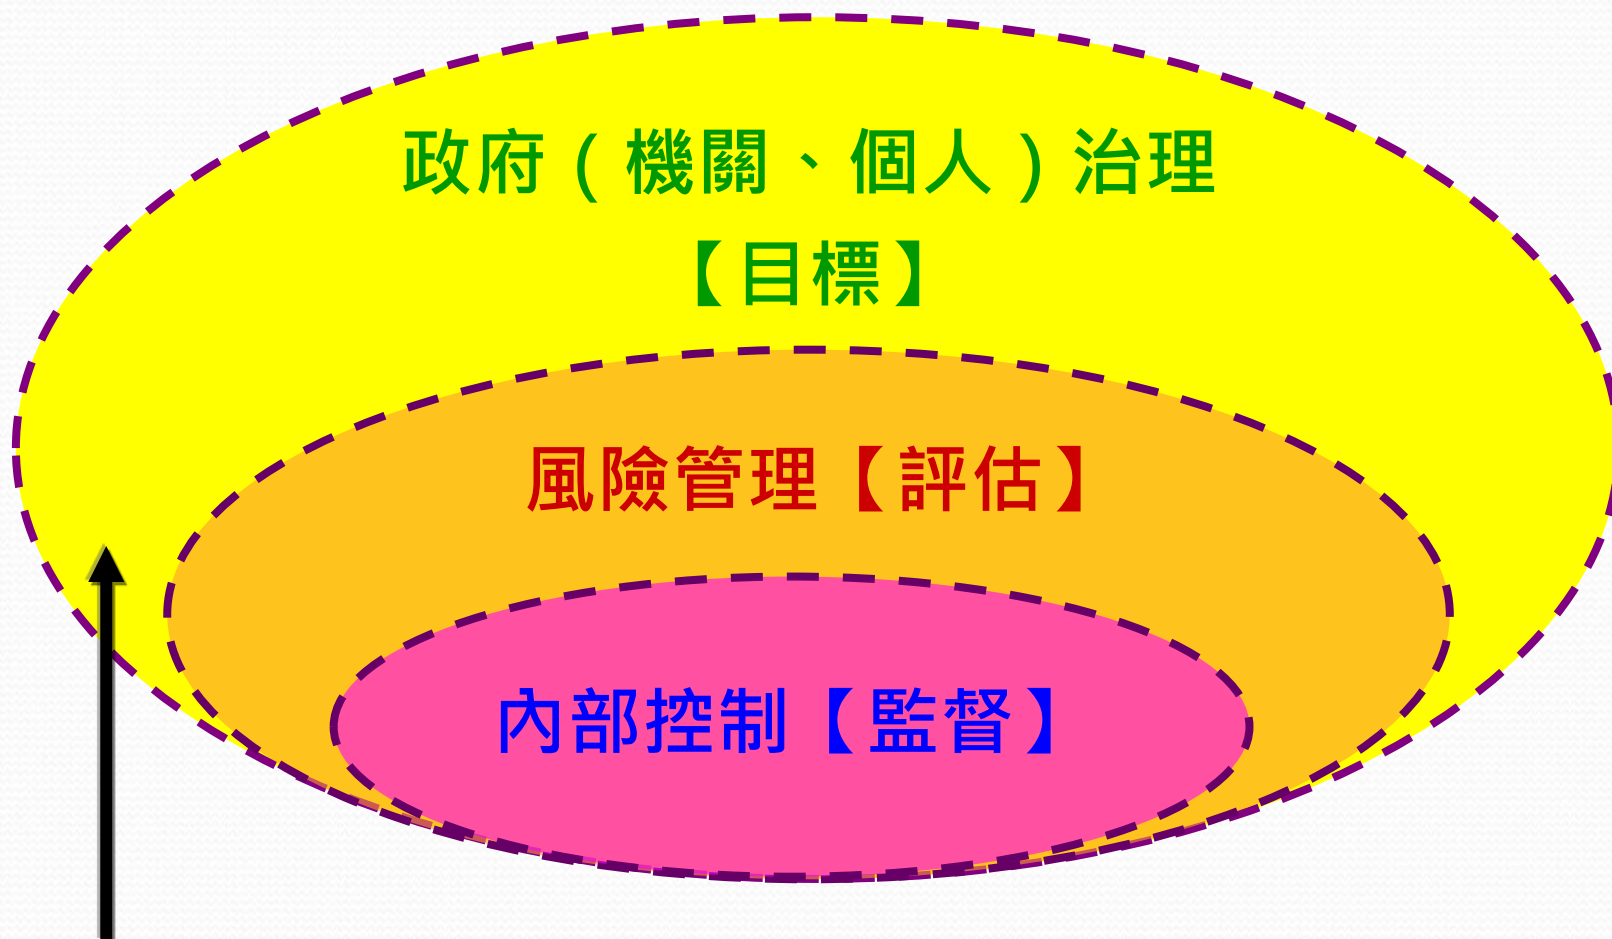 政府（機關、個人）治理
【目標】
風險管理【評估】
內部控制【監督】